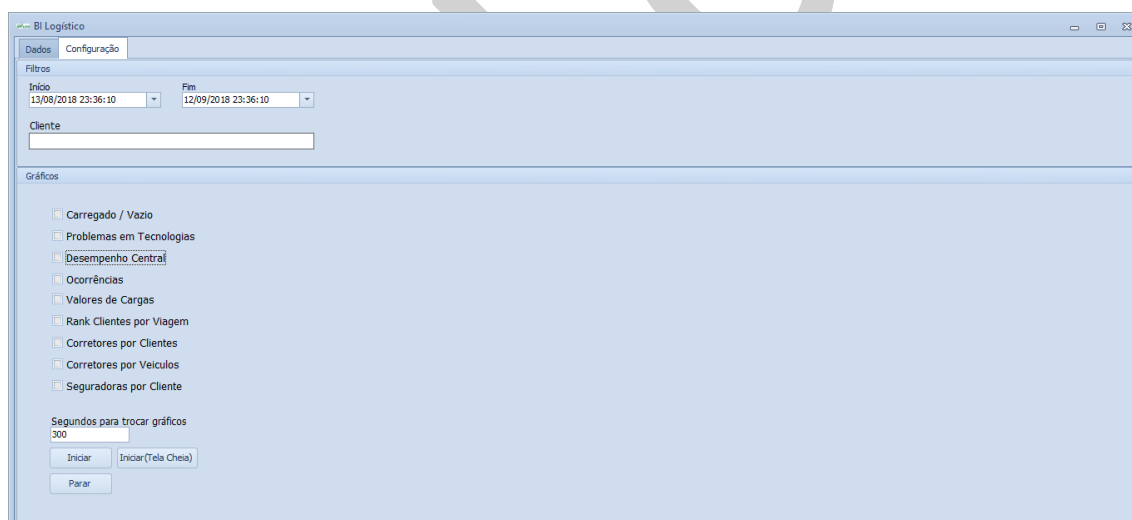 BI Logístico
Dados Configuração
Filtros
Início Fim
13/08/2018 23:36:10 12/09/2018 23:36:10
Cliente
Gráficos
Carregado / Vazio
Problemas em Tecnologias
Desempenho Central
Ocorrências
Valores de Cargas
Rank Clientes por Viagem
Corretores por Clientes
Corretores por Veiculos
Seguradoras por Cliente
Segundos para trocar gráficos
300
Iniciar Iniciar(Tela Cheia)
Parar